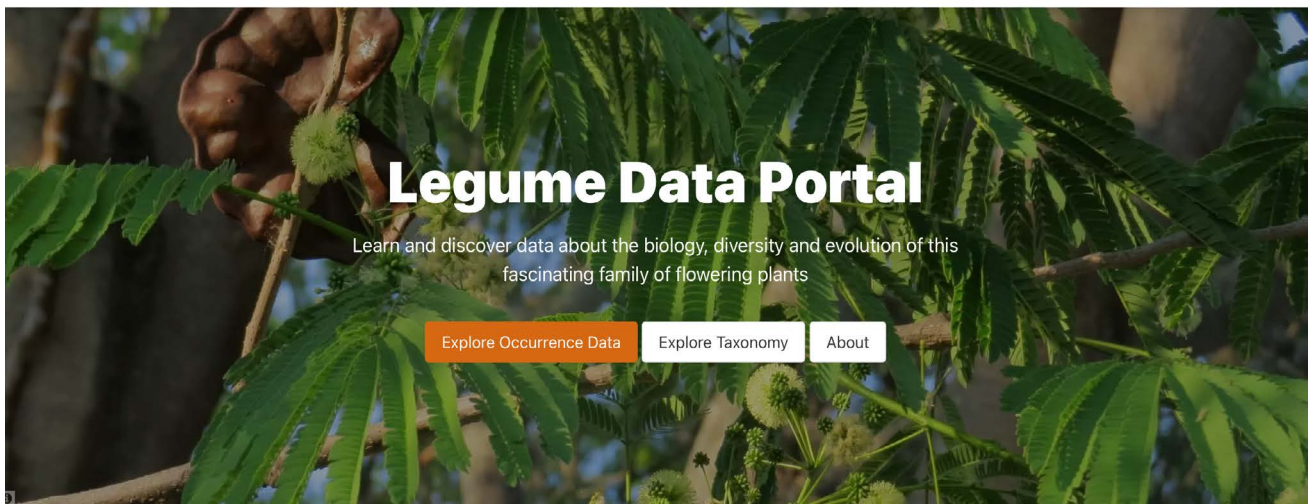 Legume Data Portal
Learn and discover data about the biology, diversity and evolution of this
fascinating family of flowering plants
Explore Occurrence Data
Explore Taxonomy
About